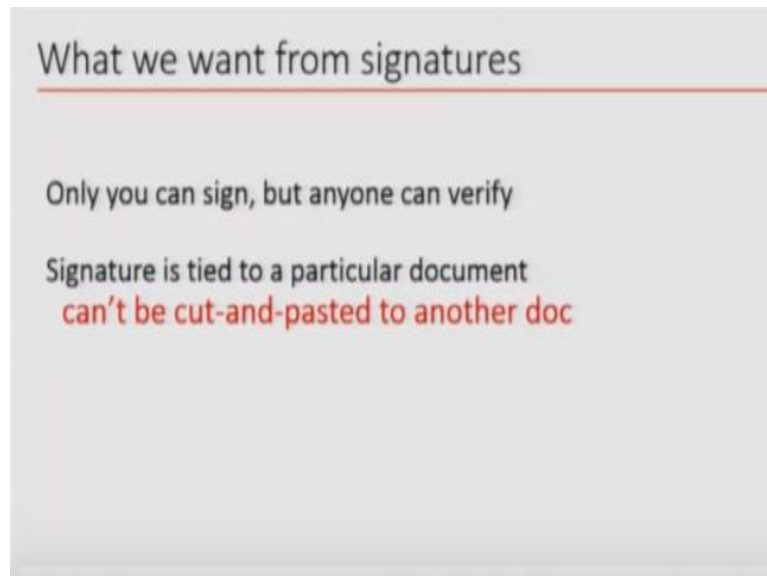 What we want from signatures
Only you can sign, but anyone can verify
Signature is tied to a particular document
can't be cut-and-pasted to another doc